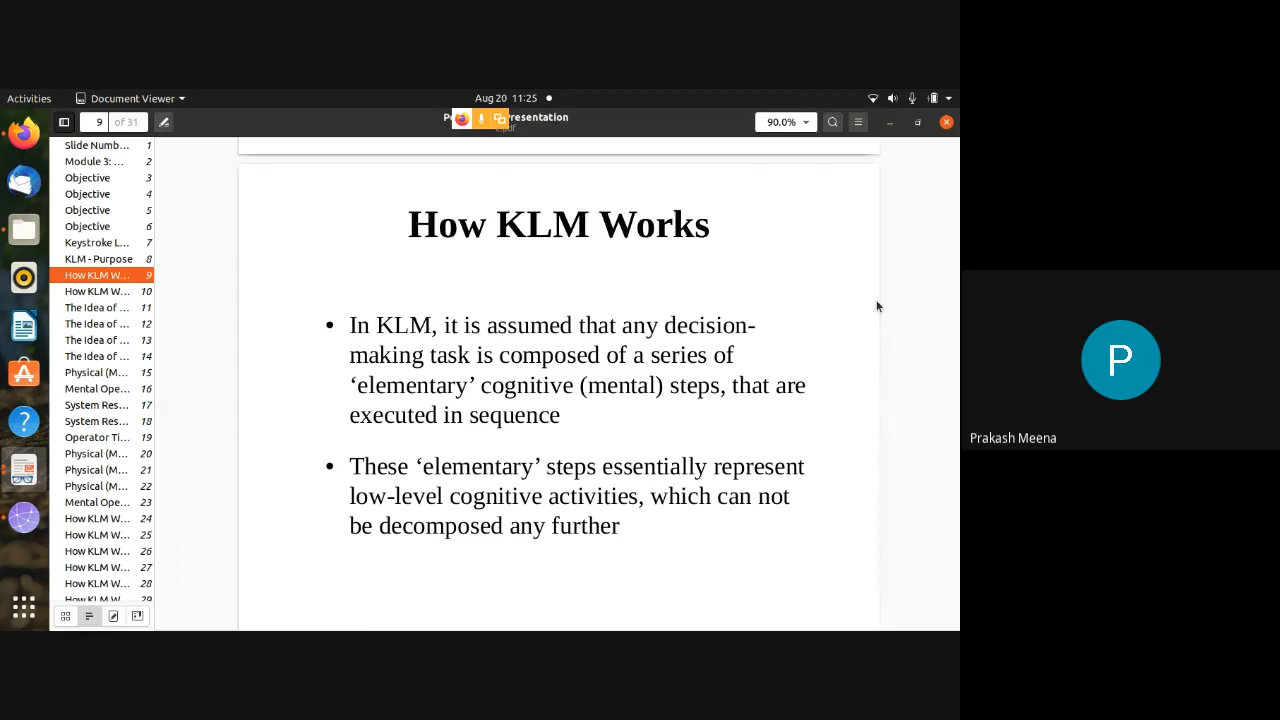 Activities
Document Viewer
Aug 20 11:25
9
of 31
Presentation
90.0%
Slide Numb... 1
Module 3: ... 2
Objective 3
Objective 4
Objective 5
Objective 6
Keystroke L... 7
KLM - Purpose 8
How KLM W... 9
How KLM W... 10
The Idea of ... 11
The Idea of ... 12
The Idea of ... 13
The Idea of ... 14
Physical (M... 15
Mental Ope... 16
System Res... 17
System Res... 18
Operator Ti... 19
Physical (M... 20
Physical (M... 21
Physical (M... 22
Mental Ope... 23
How KLM W... 24
How KLM W... 25
How KLM W... 26
How KLM W... 27
How KLM W... 28
How KLM W... 29
How KLM Works
• In KLM, it is assumed that any decision-
making task is composed of a series of
‘elementary’ cognitive (mental) steps, that are
executed in sequence
• These ‘elementary’ steps essentially represent
low-level cognitive activities, which can not
be decomposed any further
P
Prakash Meena